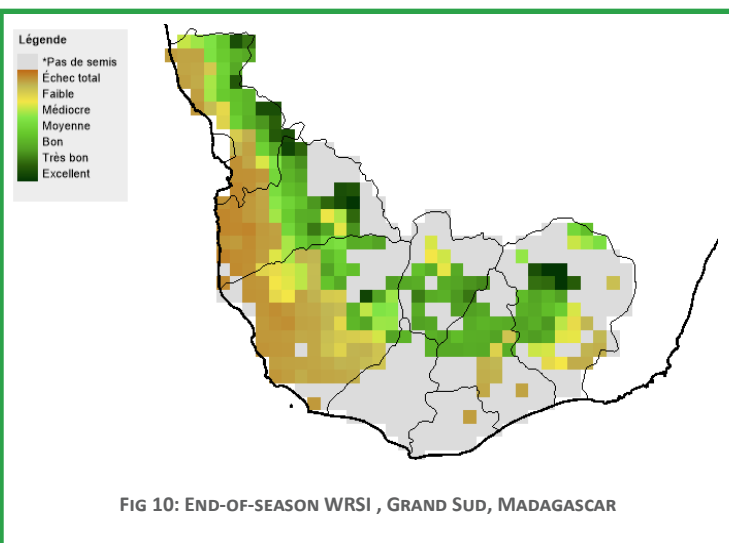 Légende
*Pas de semis
Échec total
Faible
Médiocre
Moyenne
Bon
Très bon
Excellent
FIG 10: END-OF-SEASON WRSI , GRAND SUD, MADAGASCAR